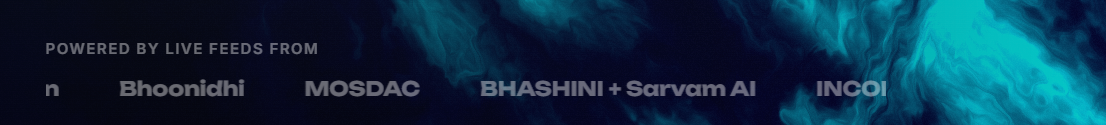 POWERED BY LIVE FEEDS FROM
n Bhoonidhi MOSDAC BHASHINI + Sarvam AI INCOI